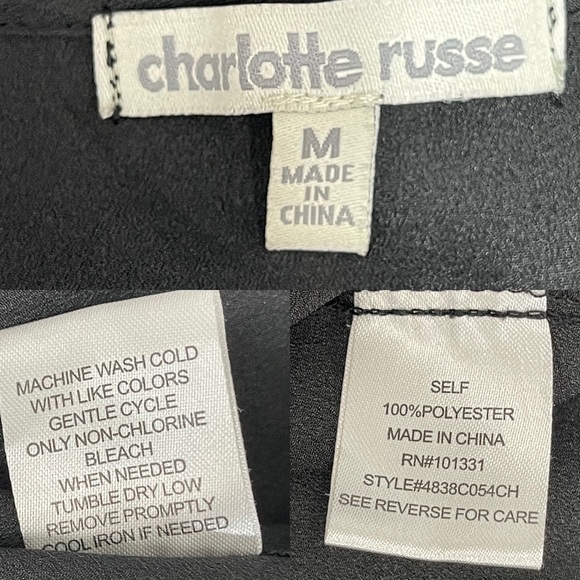 charlotte russe
M
MADE
IN
CHINA
MACHINE WASH COLD
WITH LIKE COLORS
GENTLE CYCLE
ONLY NON-CHLORINE
BLEACH
WHEN NEEDED
TUMBLE DRY LOW
REMOVE PROMPTLY
COOL IRON IF NEEDED
SELF
100%POLYESTER
MADE IN CHINA
RN#101331
STYLE#4838C054CH
SEE REVERSE FOR CARE